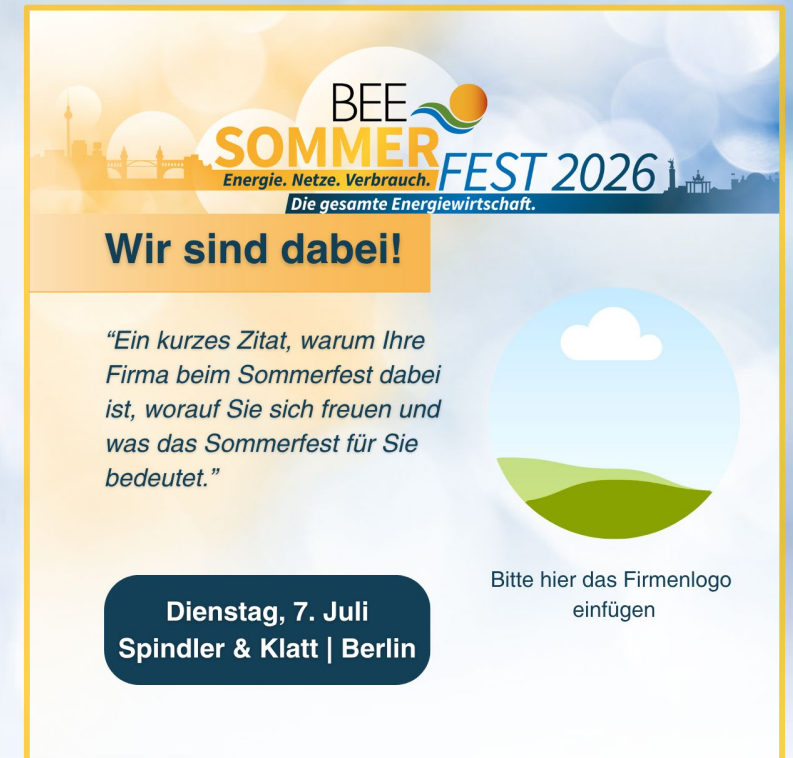 BEE
SOMMER
FEST 2026
Energie. Netze. Verbrauch.
Die gesamte Energiewirtschaft.
Wir sind dabei!
“Ein kurzes Zitat, warum Ihre
Firma beim Sommerfest dabei
ist, worauf Sie sich freuen und
was das Sommerfest für Sie
bedeutet.”
Bitte hier das Firmenlogo
einfügen
Dienstag, 7. Juli
Spindler & Klatt | Berlin